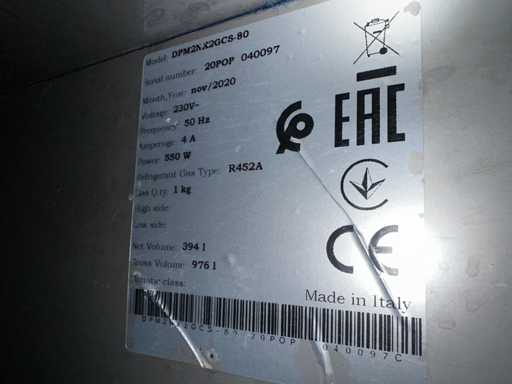 Model: DPM2NX2GCS-80
Serial number: 20POP 040097
Month, Year: nov/2020
Voltage: 230V~
Frequency: 50 Hz
Amperage: 4 A
Power: 550 W
Refrigerant Gas Type: R452A
Gas Q.ty: 1 kg
High side:
Low side:
Net Volume: 394 l
Gross Volume: 976 l
Climatic class:
EAC
CE
Made in Italy